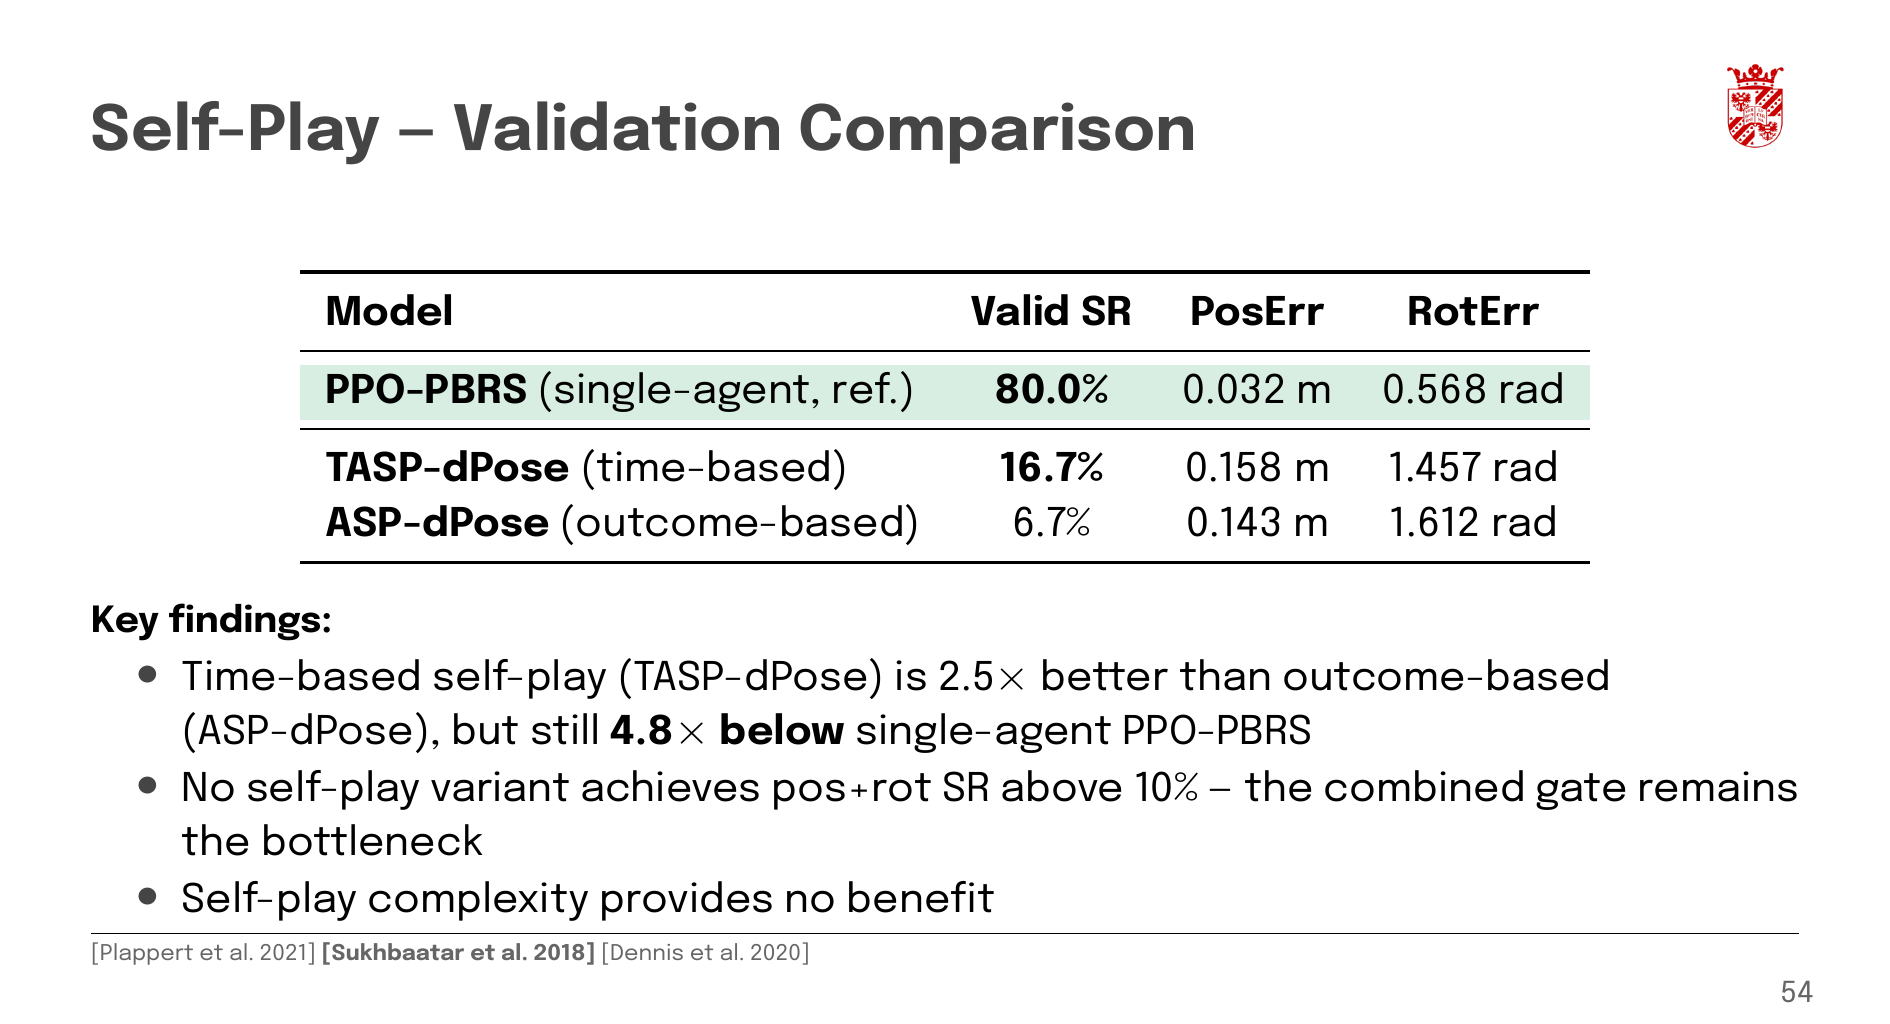 Self-Play – Validation Comparison
Model Valid SR PosErr RotErr
PPO-PBRS (single-agent, ref.) 80.0% 0.032 m 0.568 rad
TASP-dPose (time-based) 16.7% 0.158 m 1.457 rad
ASP-dPose (outcome-based) 6.7% 0.143 m 1.612 rad
Key findings:
• Time-based self-play (TASP-dPose) is 2.5× better than outcome-based
(ASP-dPose), but still 4.8× below single-agent PPO-PBRS
• No self-play variant achieves pos+rot SR above 10% – the combined gate remains
the bottleneck
• Self-play complexity provides no benefit
[Plappert et al. 2021] [Sukhbaatar et al. 2018] [Dennis et al. 2020]
54